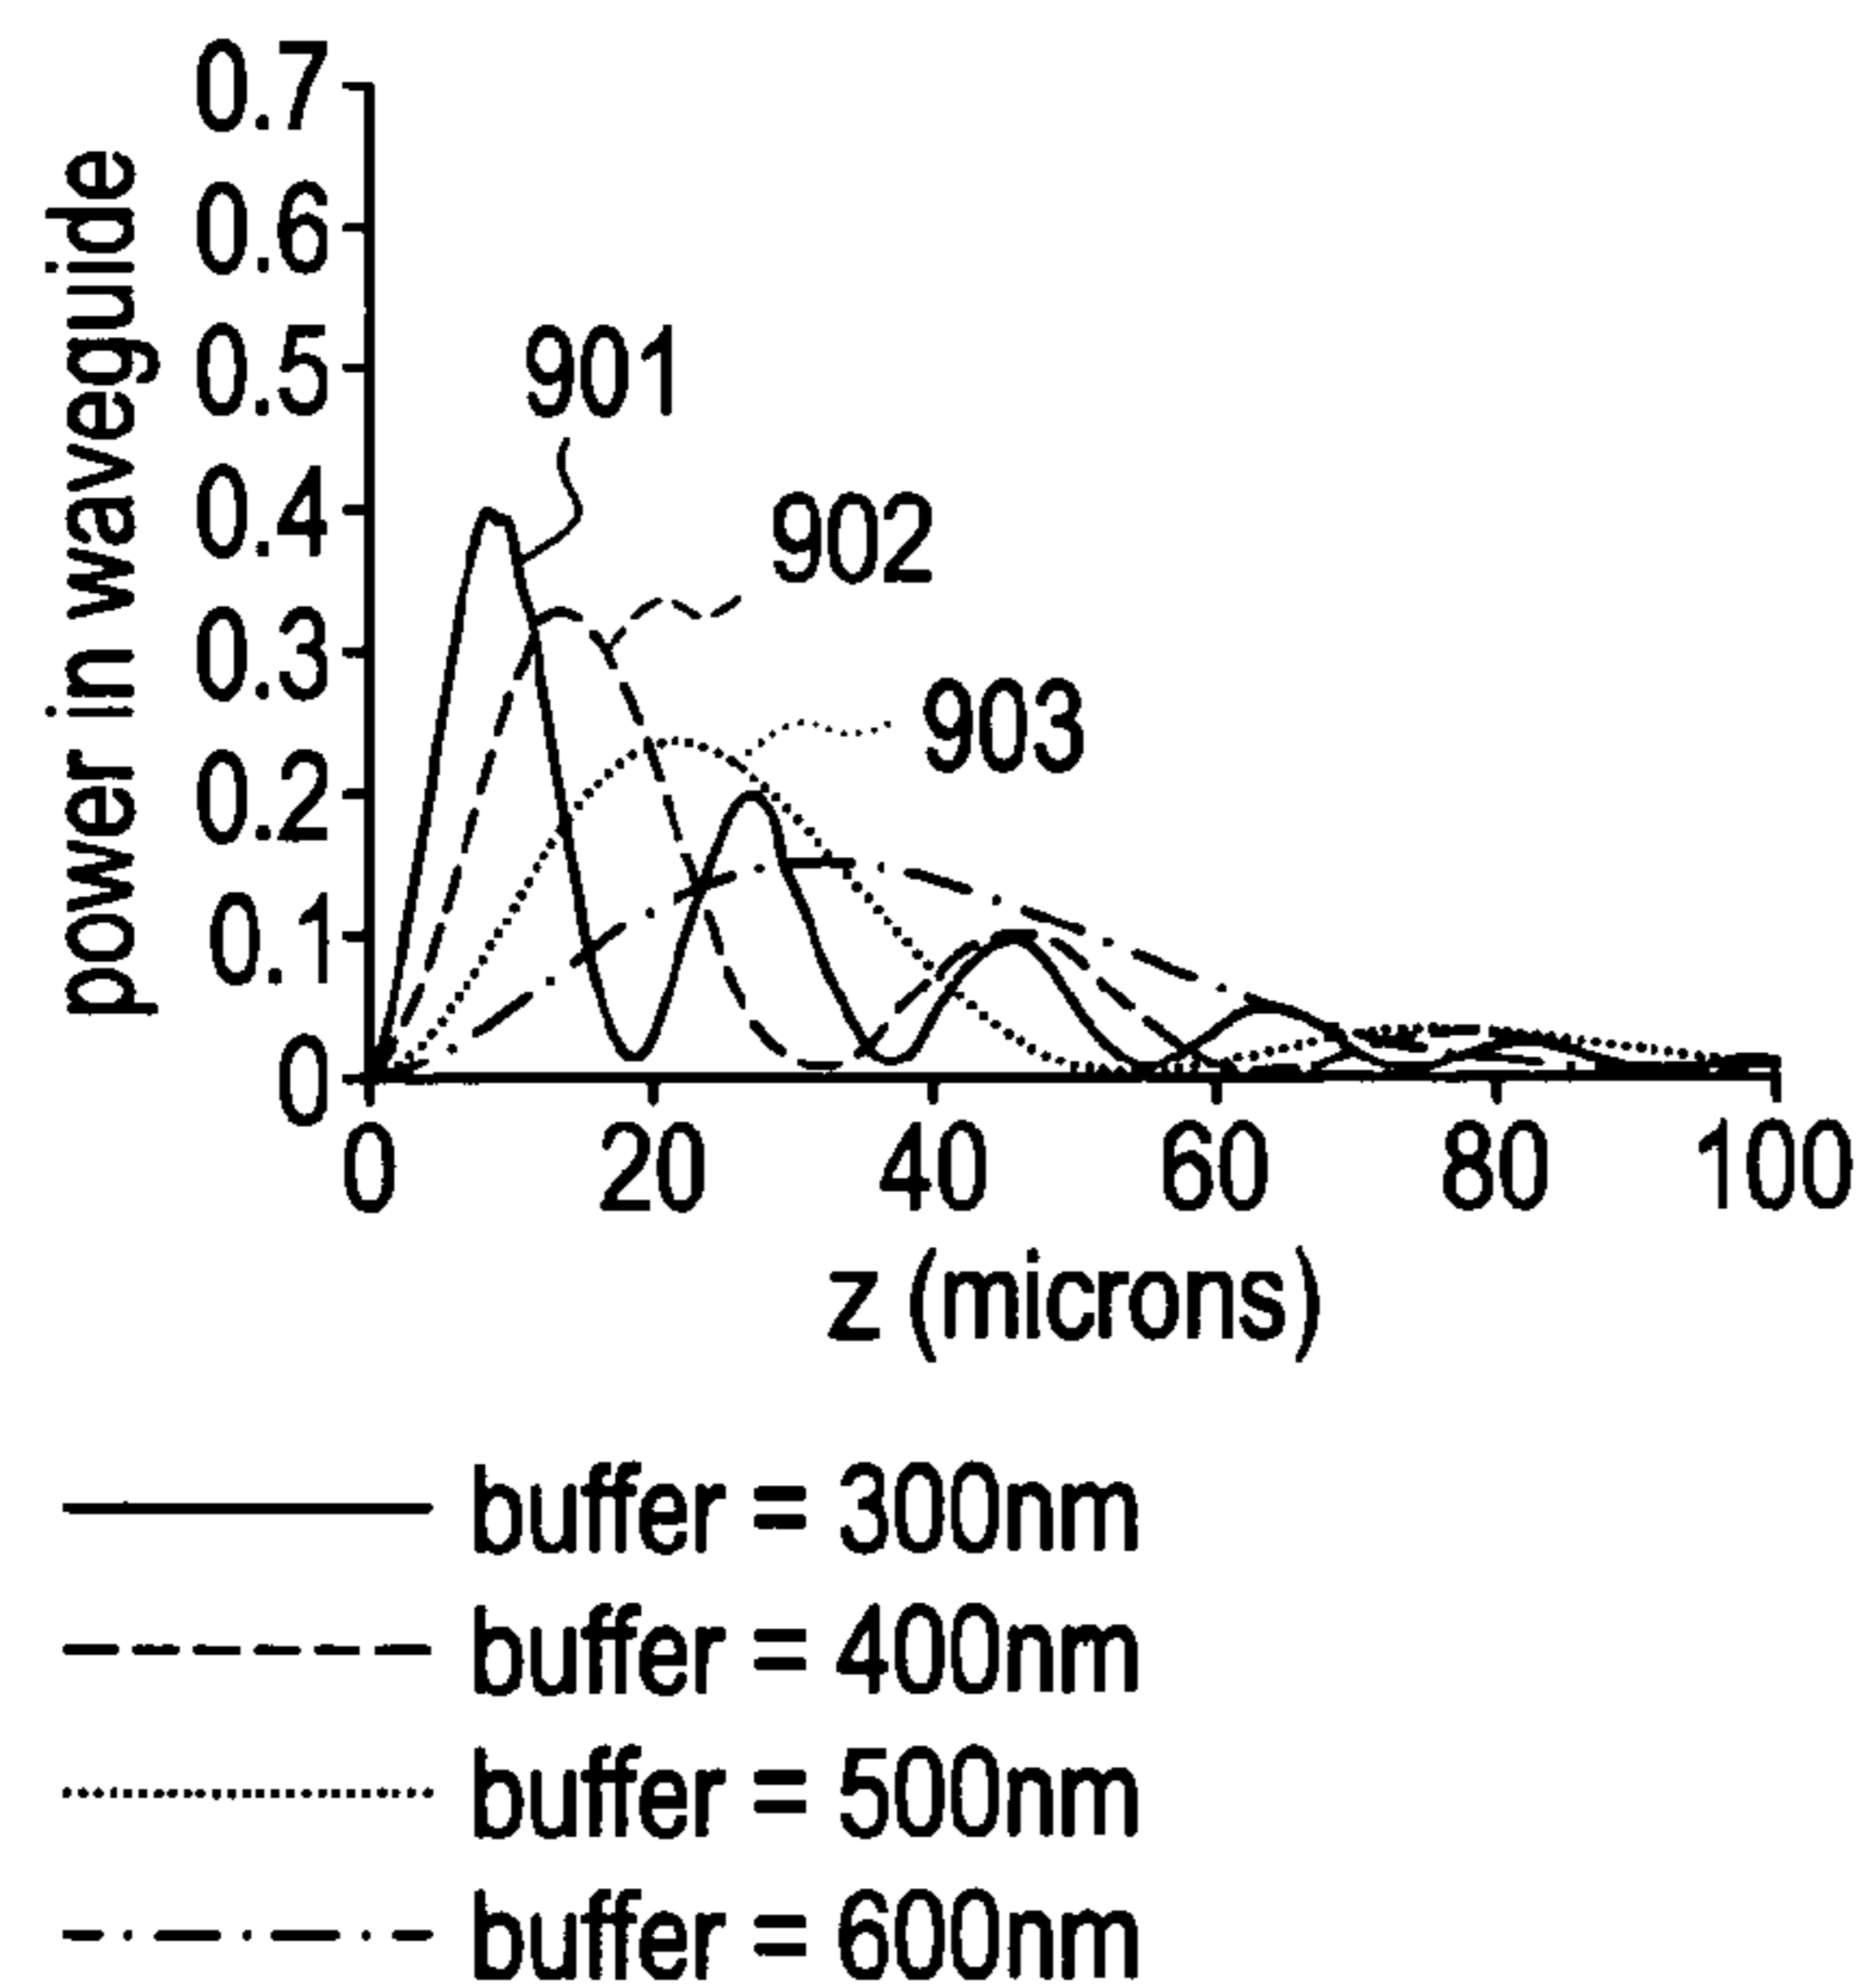 power in waveguide
0.7
0.6
0.5
0.4
0.3
0.2
0.1
0
901
902
903
0 20 40 60 80 100
z (microns)
buffer = 300nm
buffer = 400nm
buffer = 500nm
buffer = 600nm